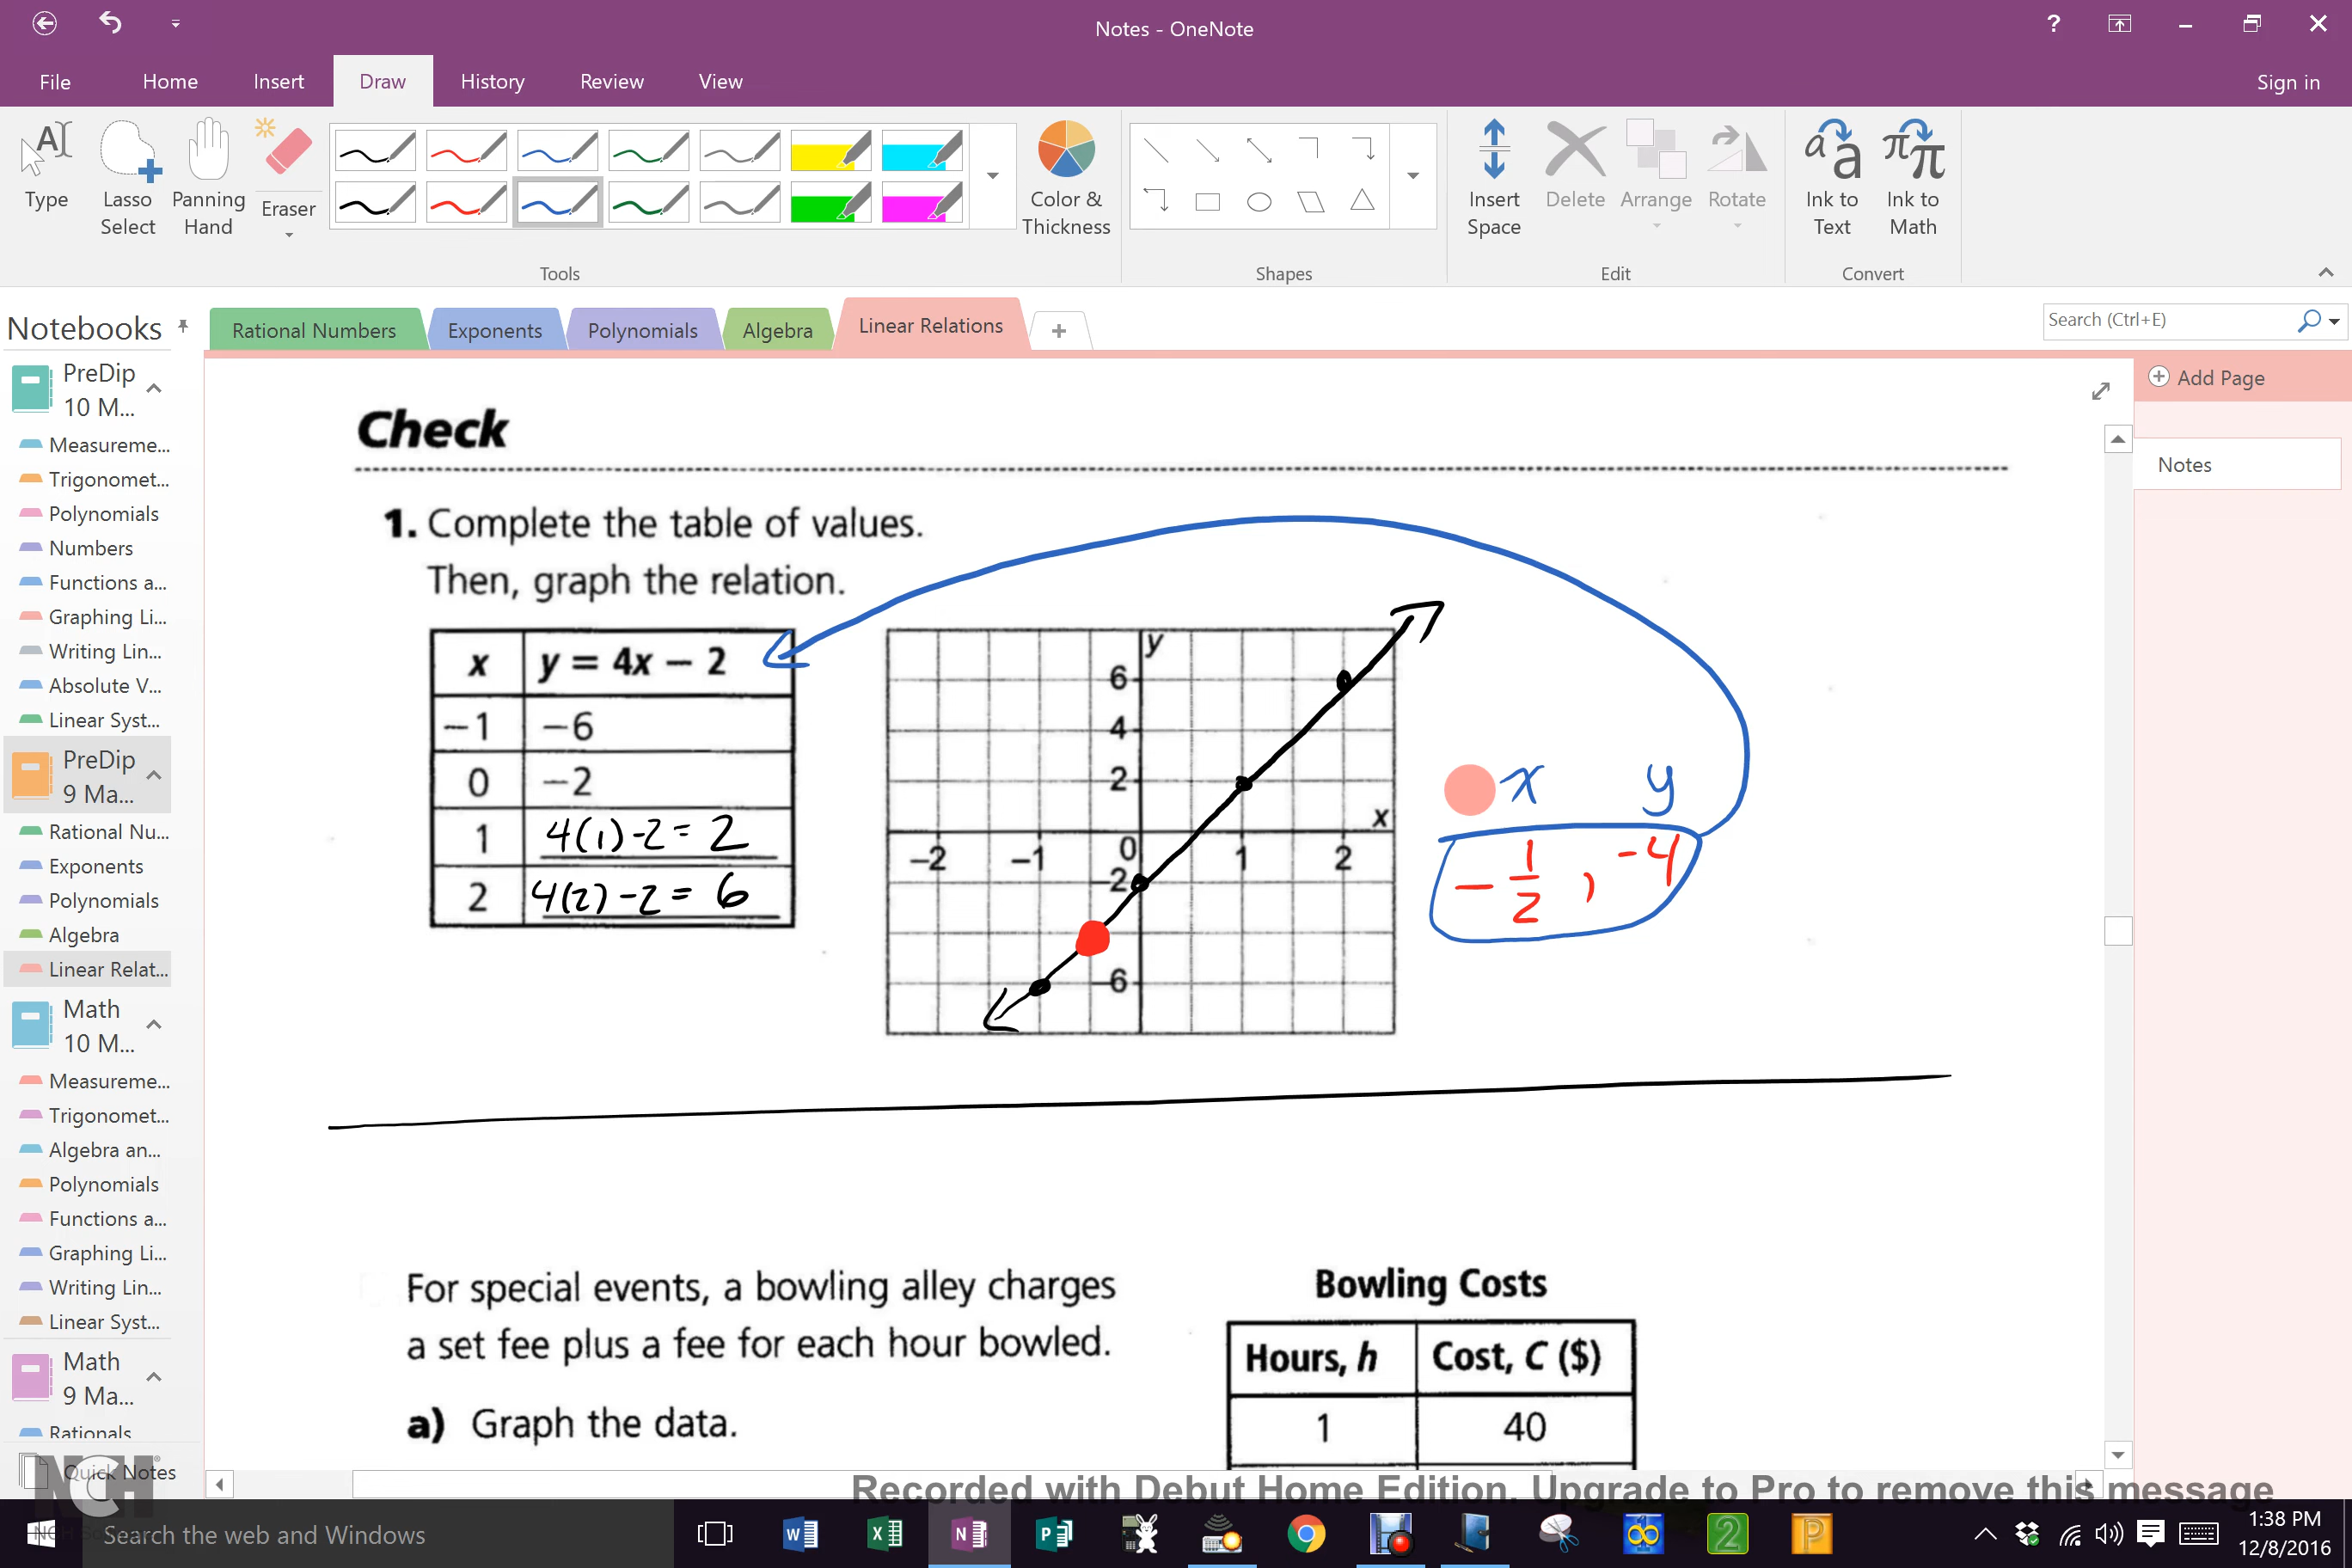 Notes - OneNote
?
File Home Insert Draw History Review View
Sign in
Type
Lasso Select
Panning Hand
Eraser
Color & Thickness
Insert Space
Delete
Arrange
Rotate
Ink to Text
Ink to Math
Tools
Shapes
Edit
Convert
Notebooks
Rational Numbers Exponents Polynomials Algebra Linear Relations +
Search (Ctrl+E)
PreDip 10 M...
Measureme...
Trigonomet...
Polynomials
Numbers
Functions a...
Graphing Li...
Writing Lin...
Absolute V...
Linear Syst...
PreDip 9 Ma...
Rational Nu...
Exponents
Polynomials
Algebra
Linear Relat...
Math 10 M...
Measureme...
Trigonomet...
Algebra an...
Polynomials
Functions a...
Graphing Li...
Writing Lin...
Linear Syst...
Math 9 Ma...
Rationals
Quick Notes
Add Page
Notes
Check
1. Complete the table of values.
Then, graph the relation.
x y = 4x − 2
−1 −6
0 −2
1 4(1)-2 = 2
2 4(2)-2 = 6
y
6
4
2
x
−2 −1 0 1 2
−2
−6
x y
- 1/2 , -4
For special events, a bowling alley charges
a set fee plus a fee for each hour bowled.
a) Graph the data.
Bowling Costs
Hours, h Cost, C ($)
1 40
Recorded with Debut Home Edition. Upgrade to Pro to remove this message
NCH
Search the web and Windows
1:38 PM
12/8/2016